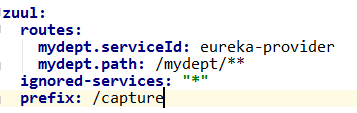 zuul:
  routes:
    mydept.serviceId: eureka-provider
    mydept.path: /mydept/**
  ignored-services: "*"
  prefix: /capture